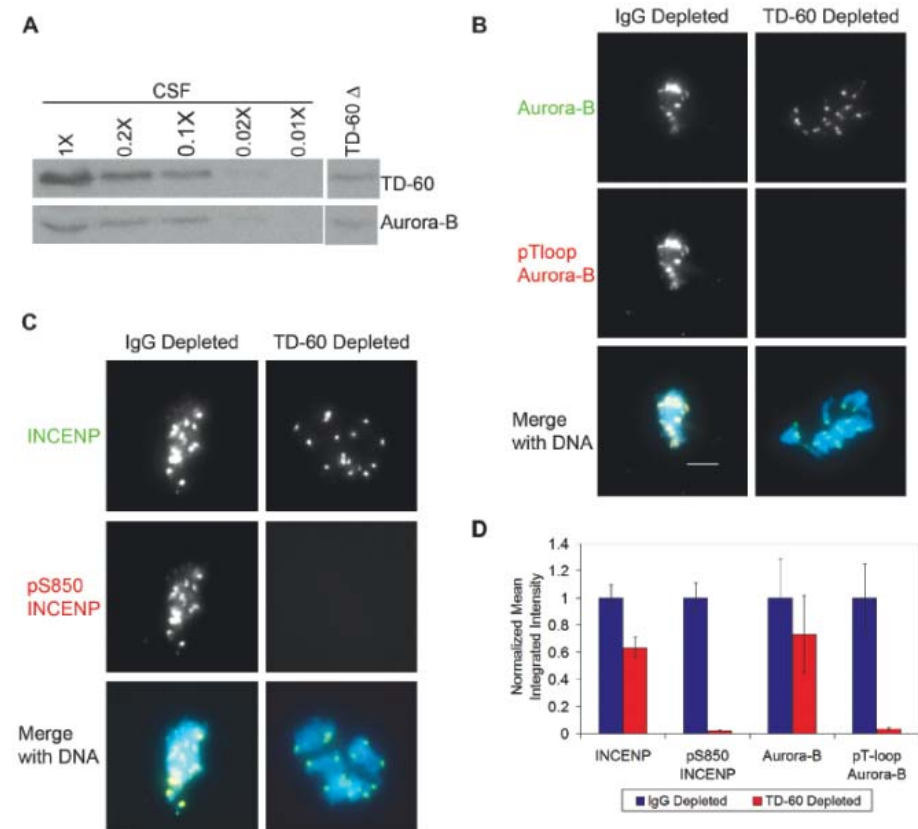 A
CSF
1X
0.2X
0.1X
0.02X
0.01X
TD-60 Δ
TD-60
Aurora-B
B
IgG Depleted
TD-60 Depleted
Aurora-B
pTloop
Aurora-B
Merge
with DNA
C
IgG Depleted
TD-60 Depleted
INCENP
pS850
INCENP
Merge
with DNA
D
Normalized Mean
Integrated Intensity
1.4
1.2
1
0.8
0.6
0.4
0.2
0
INCENP
pS850
INCENP
Aurora-B
pT-loop
Aurora-B
IgG Depleted
TD-60 Depleted